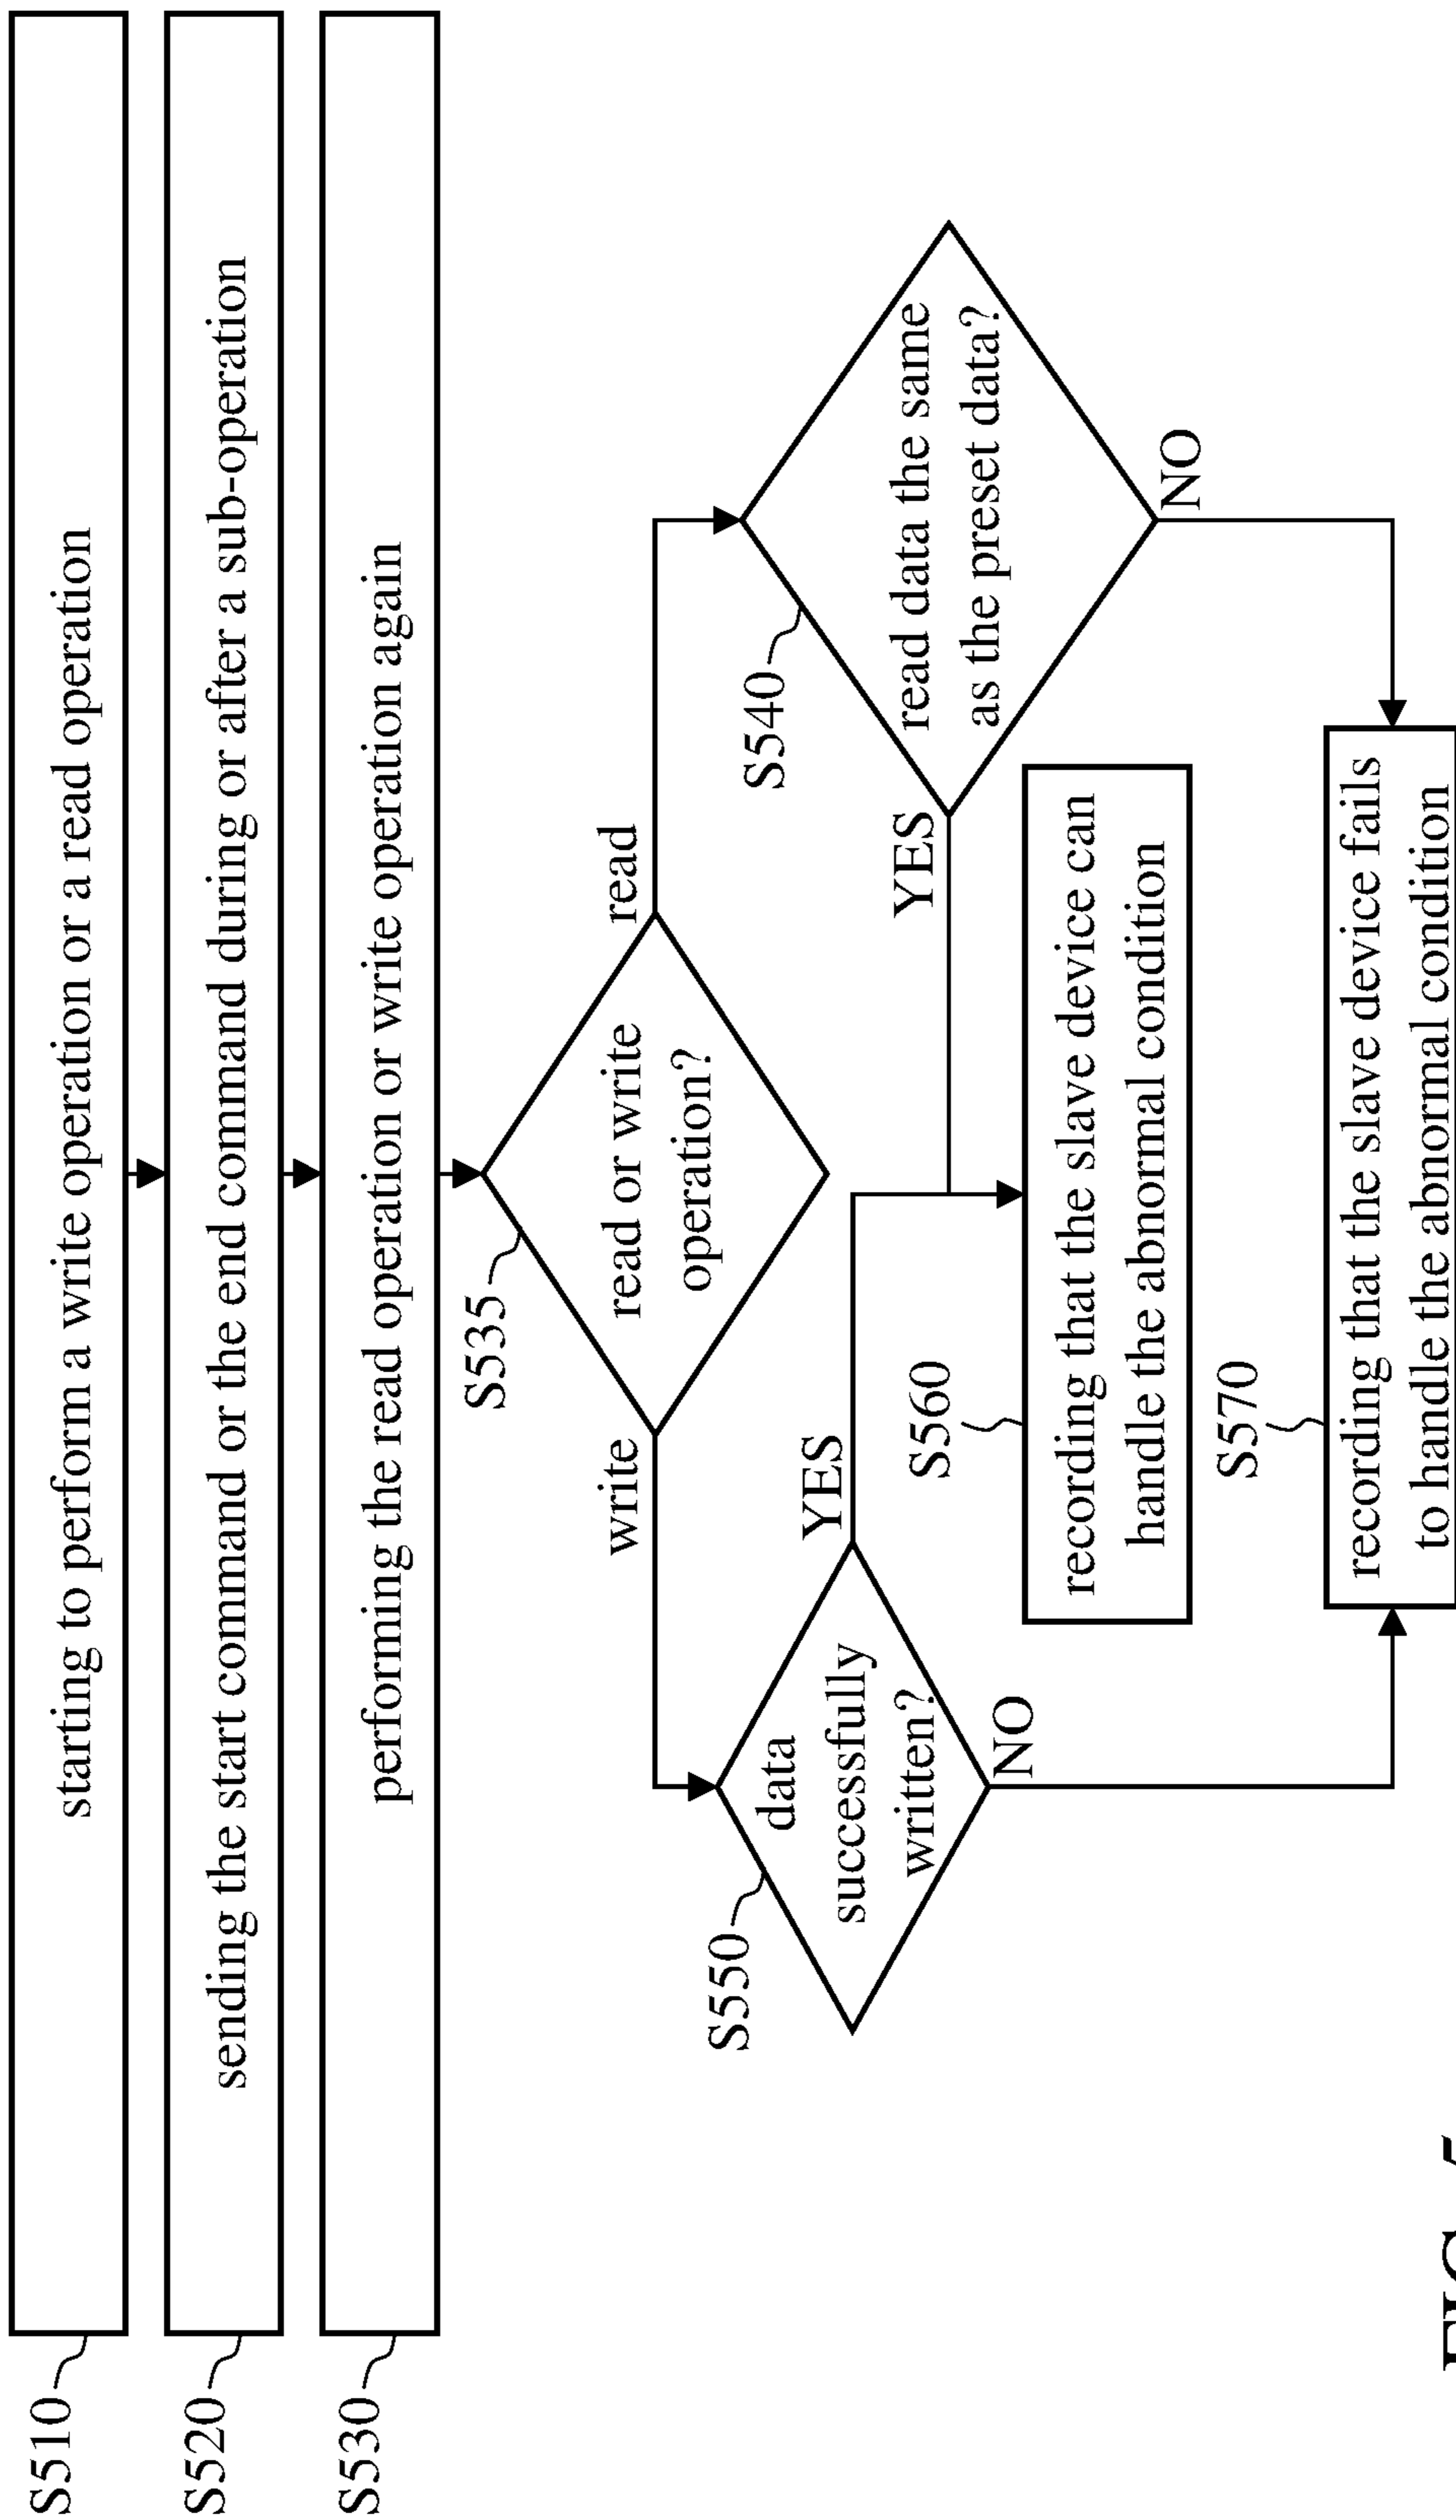 S510
starting to perform a write operation or a read operation
S520
sending the start command or the end command during or after a sub-operation
S530
performing the read operation or write operation again
S535
read or write
operation?
write
read
S550
data
successfully
written?
YES
NO
S540
read data the same
as the preset data?
YES
NO
S560
recording that the slave device can
handle the abnormal condition
S570
recording that the slave device fails
to handle the abnormal condition